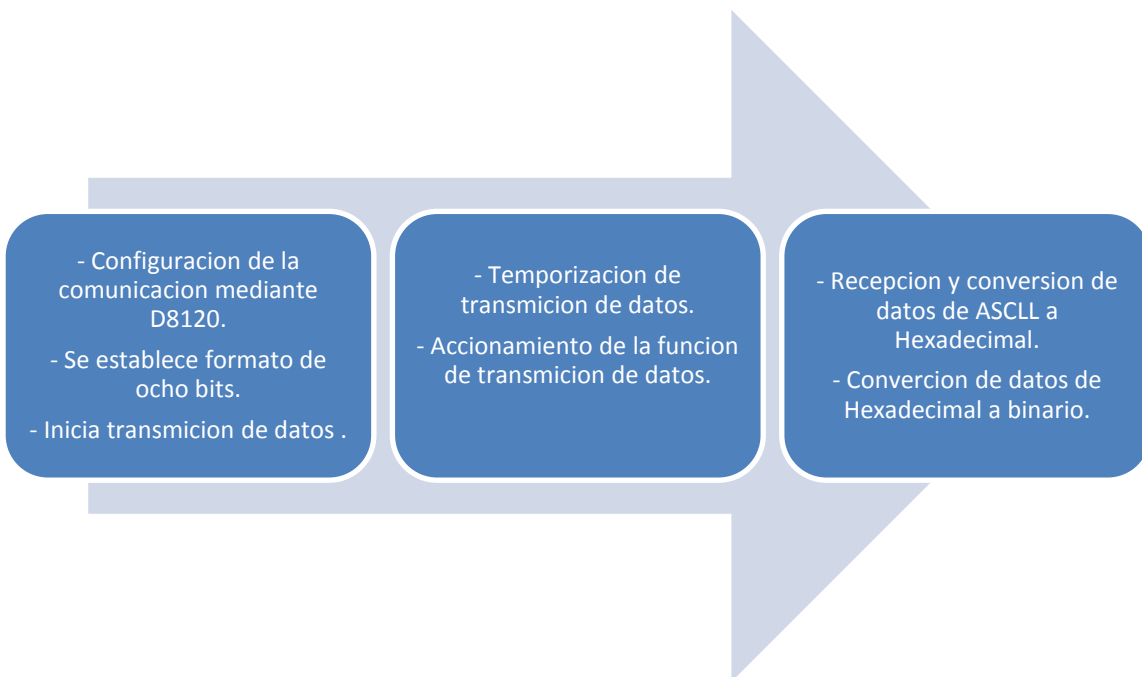 - Configuracion de la
comunicacion mediante
D8120.
- Se establece formato de
ocho bits.
- Inicia transmicion de datos .
- Temporizacion de
transmicion de datos.
- Accionamiento de la funcion
de transmicion de datos.
- Recepcion y conversion de
datos de ASCLL a
Hexadecimal.
- Convercion de datos de
Hexadecimal a binario.